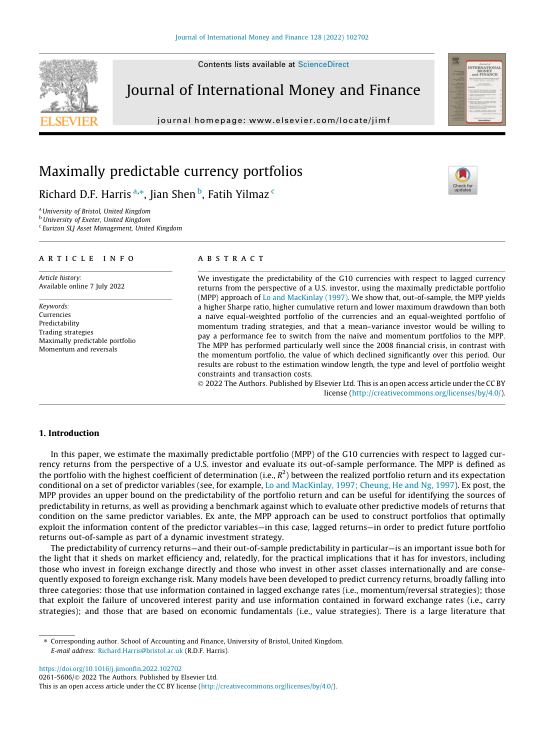 Journal of International Money and Finance 128 (2022) 102702
Contents lists available at ScienceDirect
Journal of International Money and Finance
journal homepage: www.elsevier.com/locate/jimf
ELSEVIER
Maximally predictable currency portfolios
Check for updates
Richard D.F. Harris a,*, Jian Shen b, Fatih Yilmaz c
a University of Bristol, United Kingdom
b University of Exeter, United Kingdom
c Eurizon SLJ Asset Management, United Kingdom
ARTICLE INFO
Article history:
Available online 7 July 2022
Keywords:
Currencies
Predictability
Trading strategies
Maximally predictable portfolio
Momentum and reversals
ABSTRACT
We investigate the predictability of the G10 currencies with respect to lagged currency
returns from the perspective of a U.S. investor, using the maximally predictable portfolio
(MPP) approach of Lo and MacKinlay (1997). We show that, out-of-sample, the MPP yields
a higher Sharpe ratio, higher cumulative return and lower maximum drawdown than both
a naïve equal-weighted portfolio of the currencies and an equal-weighted portfolio of
momentum trading strategies, and that a mean–variance investor would be willing to
pay a performance fee to switch from the naïve and momentum portfolios to the MPP.
The MPP has performed particularly well since the 2008 financial crisis, in contrast with
the momentum portfolio, the value of which declined significantly over this period. Our
results are robust to the estimation window length, the type and level of portfolio weight
constraints and transaction costs.
© 2022 The Authors. Published by Elsevier Ltd. This is an open access article under the CC BY
license (http://creativecommons.org/licenses/by/4.0/).
1. Introduction
In this paper, we estimate the maximally predictable portfolio (MPP) of the G10 currencies with respect to lagged cur-
rency returns from the perspective of a U.S. investor and evaluate its out-of-sample performance. The MPP is defined as
the portfolio with the highest coefficient of determination (i.e., R²) between the realized portfolio return and its expectation
conditional on a set of predictor variables (see, for example, Lo and MacKinlay, 1997; Cheung, He and Ng, 1997). Ex post, the
MPP provides an upper bound on the predictability of the portfolio return and can be useful for identifying the sources of
predictability in returns, as well as providing a benchmark against which to evaluate other predictive models of returns that
condition on the same predictor variables. Ex ante, the MPP approach can be used to construct portfolios that optimally
exploit the information content of the predictor variables—in this case, lagged returns—in order to predict future portfolio
returns out-of-sample as part of a dynamic investment strategy.
The predictability of currency returns—and their out-of-sample predictability in particular—is an important issue both for
the light that it sheds on market efficiency and, relatedly, for the practical implications that it has for investors, including
those who invest in foreign exchange directly and those who invest in other asset classes internationally and are conse-
quently exposed to foreign exchange risk. Many models have been developed to predict currency returns, broadly falling into
three categories: those that use information contained in lagged exchange rates (i.e., momentum/reversal strategies); those
that exploit the failure of uncovered interest parity and use information contained in forward exchange rates (i.e., carry
strategies); and those that are based on economic fundamentals (i.e., value strategies). There is a large literature that
* Corresponding author. School of Accounting and Finance, University of Bristol, United Kingdom.
E-mail address: Richard.Harris@bristol.ac.uk (R.D.F. Harris).
https://doi.org/10.1016/j.jimonfin.2022.102702
0261-5606/© 2022 The Authors. Published by Elsevier Ltd.
This is an open access article under the CC BY license (http://creativecommons.org/licenses/by/4.0/).